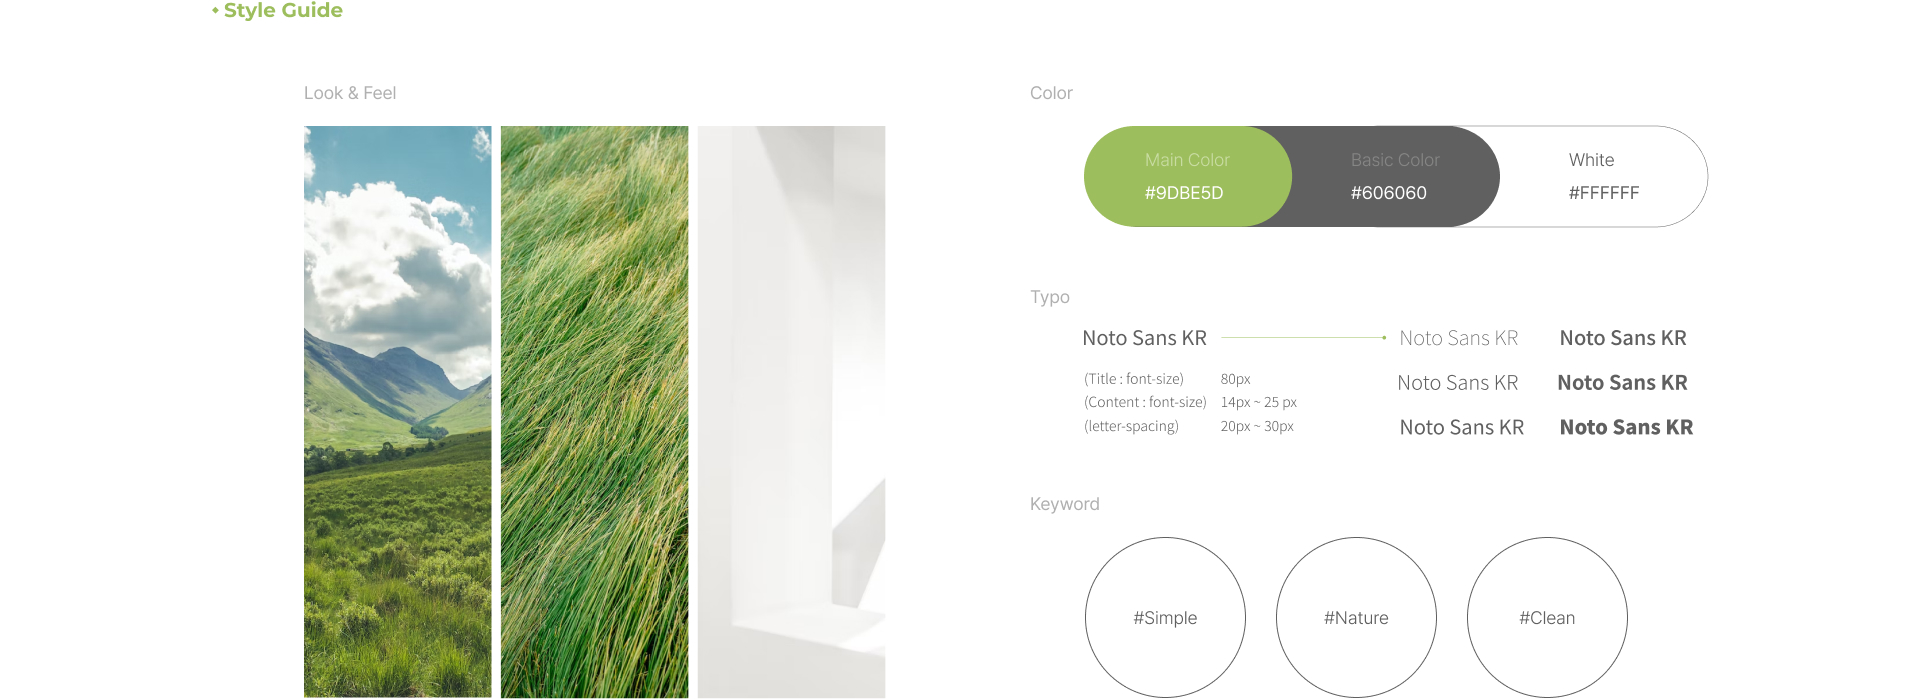 Style Guide
Look & Feel
Color
Main Color
#9DBE5D
Basic Color
#606060
White
#FFFFFF
Typo
Noto Sans KR
(Title : font-size) 80px
(Content : font-size) 14px ~ 25 px
(letter-spacing) 20px ~ 30px
Noto Sans KR Noto Sans KR
Noto Sans KR Noto Sans KR
Noto Sans KR Noto Sans KR
Keyword
#Simple
#Nature
#Clean